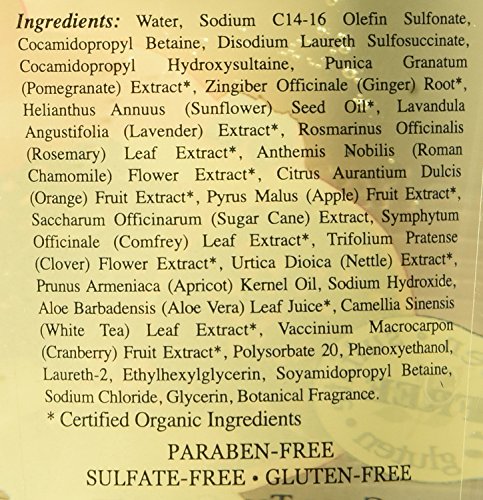 Ingredients: Water, Sodium C14-16 Olefin Sulfonate,
Cocamidopropyl Betaine, Disodium Laureth Sulfosuccinate,
Cocamidopropyl Hydroxysultaine, Punica Granatum
(Pomegranate) Extract*, Zingiber Officinale (Ginger) Root*,
Helianthus Annuus (Sunflower) Seed Oil*, Lavandula
Angustifolia (Lavender) Extract*, Rosmarinus Officinalis
(Rosemary) Leaf Extract*, Anthemis Nobilis (Roman
Chamomile) Flower Extract*, Citrus Aurantium Dulcis
(Orange) Fruit Extract*, Pyrus Malus (Apple) Fruit Extract*,
Saccharum Officinarum (Sugar Cane) Extract, Symphytum
Officinale (Comfrey) Leaf Extract*, Trifolium Pratense
(Clover) Flower Extract*, Urtica Dioica (Nettle) Extract*,
Prunus Armeniaca (Apricot) Kernel Oil, Sodium Hydroxide,
Aloe Barbadensis (Aloe Vera) Leaf Juice*, Camellia Sinensis
(White Tea) Leaf Extract*, Vaccinium Macrocarpon
(Cranberry) Fruit Extract*, Polysorbate 20, Phenoxyethanol,
Laureth-2, Ethylhexylglycerin, Soyamidopropyl Betaine,
Sodium Chloride, Glycerin, Botanical Fragrance.
* Certified Organic Ingredients
PARABEN-FREE
SULFATE-FREE • GLUTEN-FREE
gluten